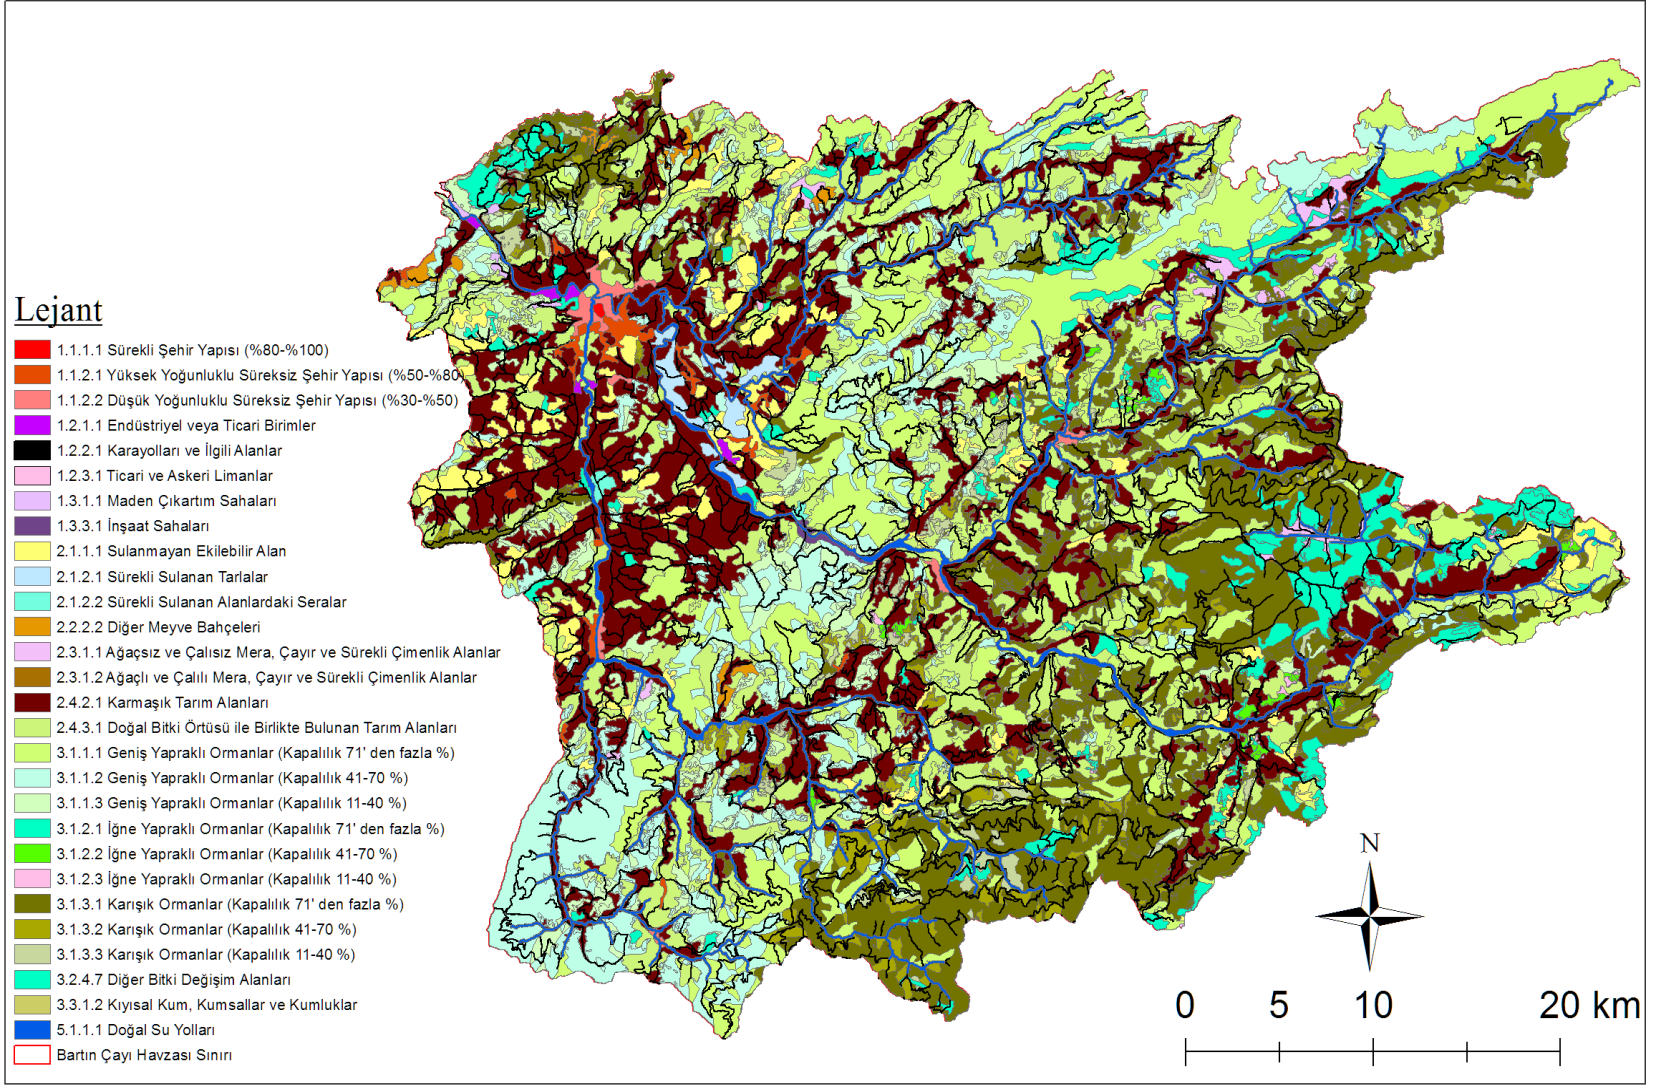 Lejant
1.1.1.1 Sürekli Şehir Yapısı (%80-%100)
1.1.2.1 Yüksek Yoğunluklu Süreksiz Şehir Yapısı (%50-%80)
1.1.2.2 Düşük Yoğunluklu Süreksiz Şehir Yapısı (%30-%50)
1.2.1.1 Endüstriyel veya Ticari Birimler
1.2.2.1 Karayolları ve İlgili Alanlar
1.2.3.1 Ticari ve Askeri Limanlar
1.3.1.1 Maden Çıkartım Sahaları
1.3.3.1 İnşaat Sahaları
2.1.1.1 Sulanmayan Ekilebilir Alan
2.1.2.1 Sürekli Sulanan Tarlalar
2.1.2.2 Sürekli Sulanan Alanlardaki Seralar
2.2.2.2 Diğer Meyve Bahçeleri
2.3.1.1 Ağaçsız ve Çalısız Mera, Çayır ve Sürekli Çimenlik Alanlar
2.3.1.2 Ağaçlı ve Çalılı Mera, Çayır ve Sürekli Çimenlik Alanlar
2.4.2.1 Karmaşık Tarım Alanları
2.4.3.1 Doğal Bitki Örtüsü ile Birlikte Bulunan Tarım Alanları
3.1.1.1 Geniş Yapraklı Ormanlar (Kapalılık 71' den fazla %)
3.1.1.2 Geniş Yapraklı Ormanlar (Kapalılık 41-70 %)
3.1.1.3 Geniş Yapraklı Ormanlar (Kapalılık 11-40 %)
3.1.2.1 İğne Yapraklı Ormanlar (Kapalılık 71' den fazla %)
3.1.2.2 İğne Yapraklı Ormanlar (Kapalılık 41-70 %)
3.1.2.3 İğne Yapraklı Ormanlar (Kapalılık 11-40 %)
3.1.3.1 Karışık Ormanlar (Kapalılık 71' den fazla %)
3.1.3.2 Karışık Ormanlar (Kapalılık 41-70 %)
3.1.3.3 Karışık Ormanlar (Kapalılık 11-40 %)
3.2.4.7 Diğer Bitki Değişim Alanları
3.3.1.2 Kıyısal Kum, Kumsallar ve Kumluklar
5.1.1.1 Doğal Su Yolları
Bartın Çayı Havzası Sınırı
N
0 5 10 20 km